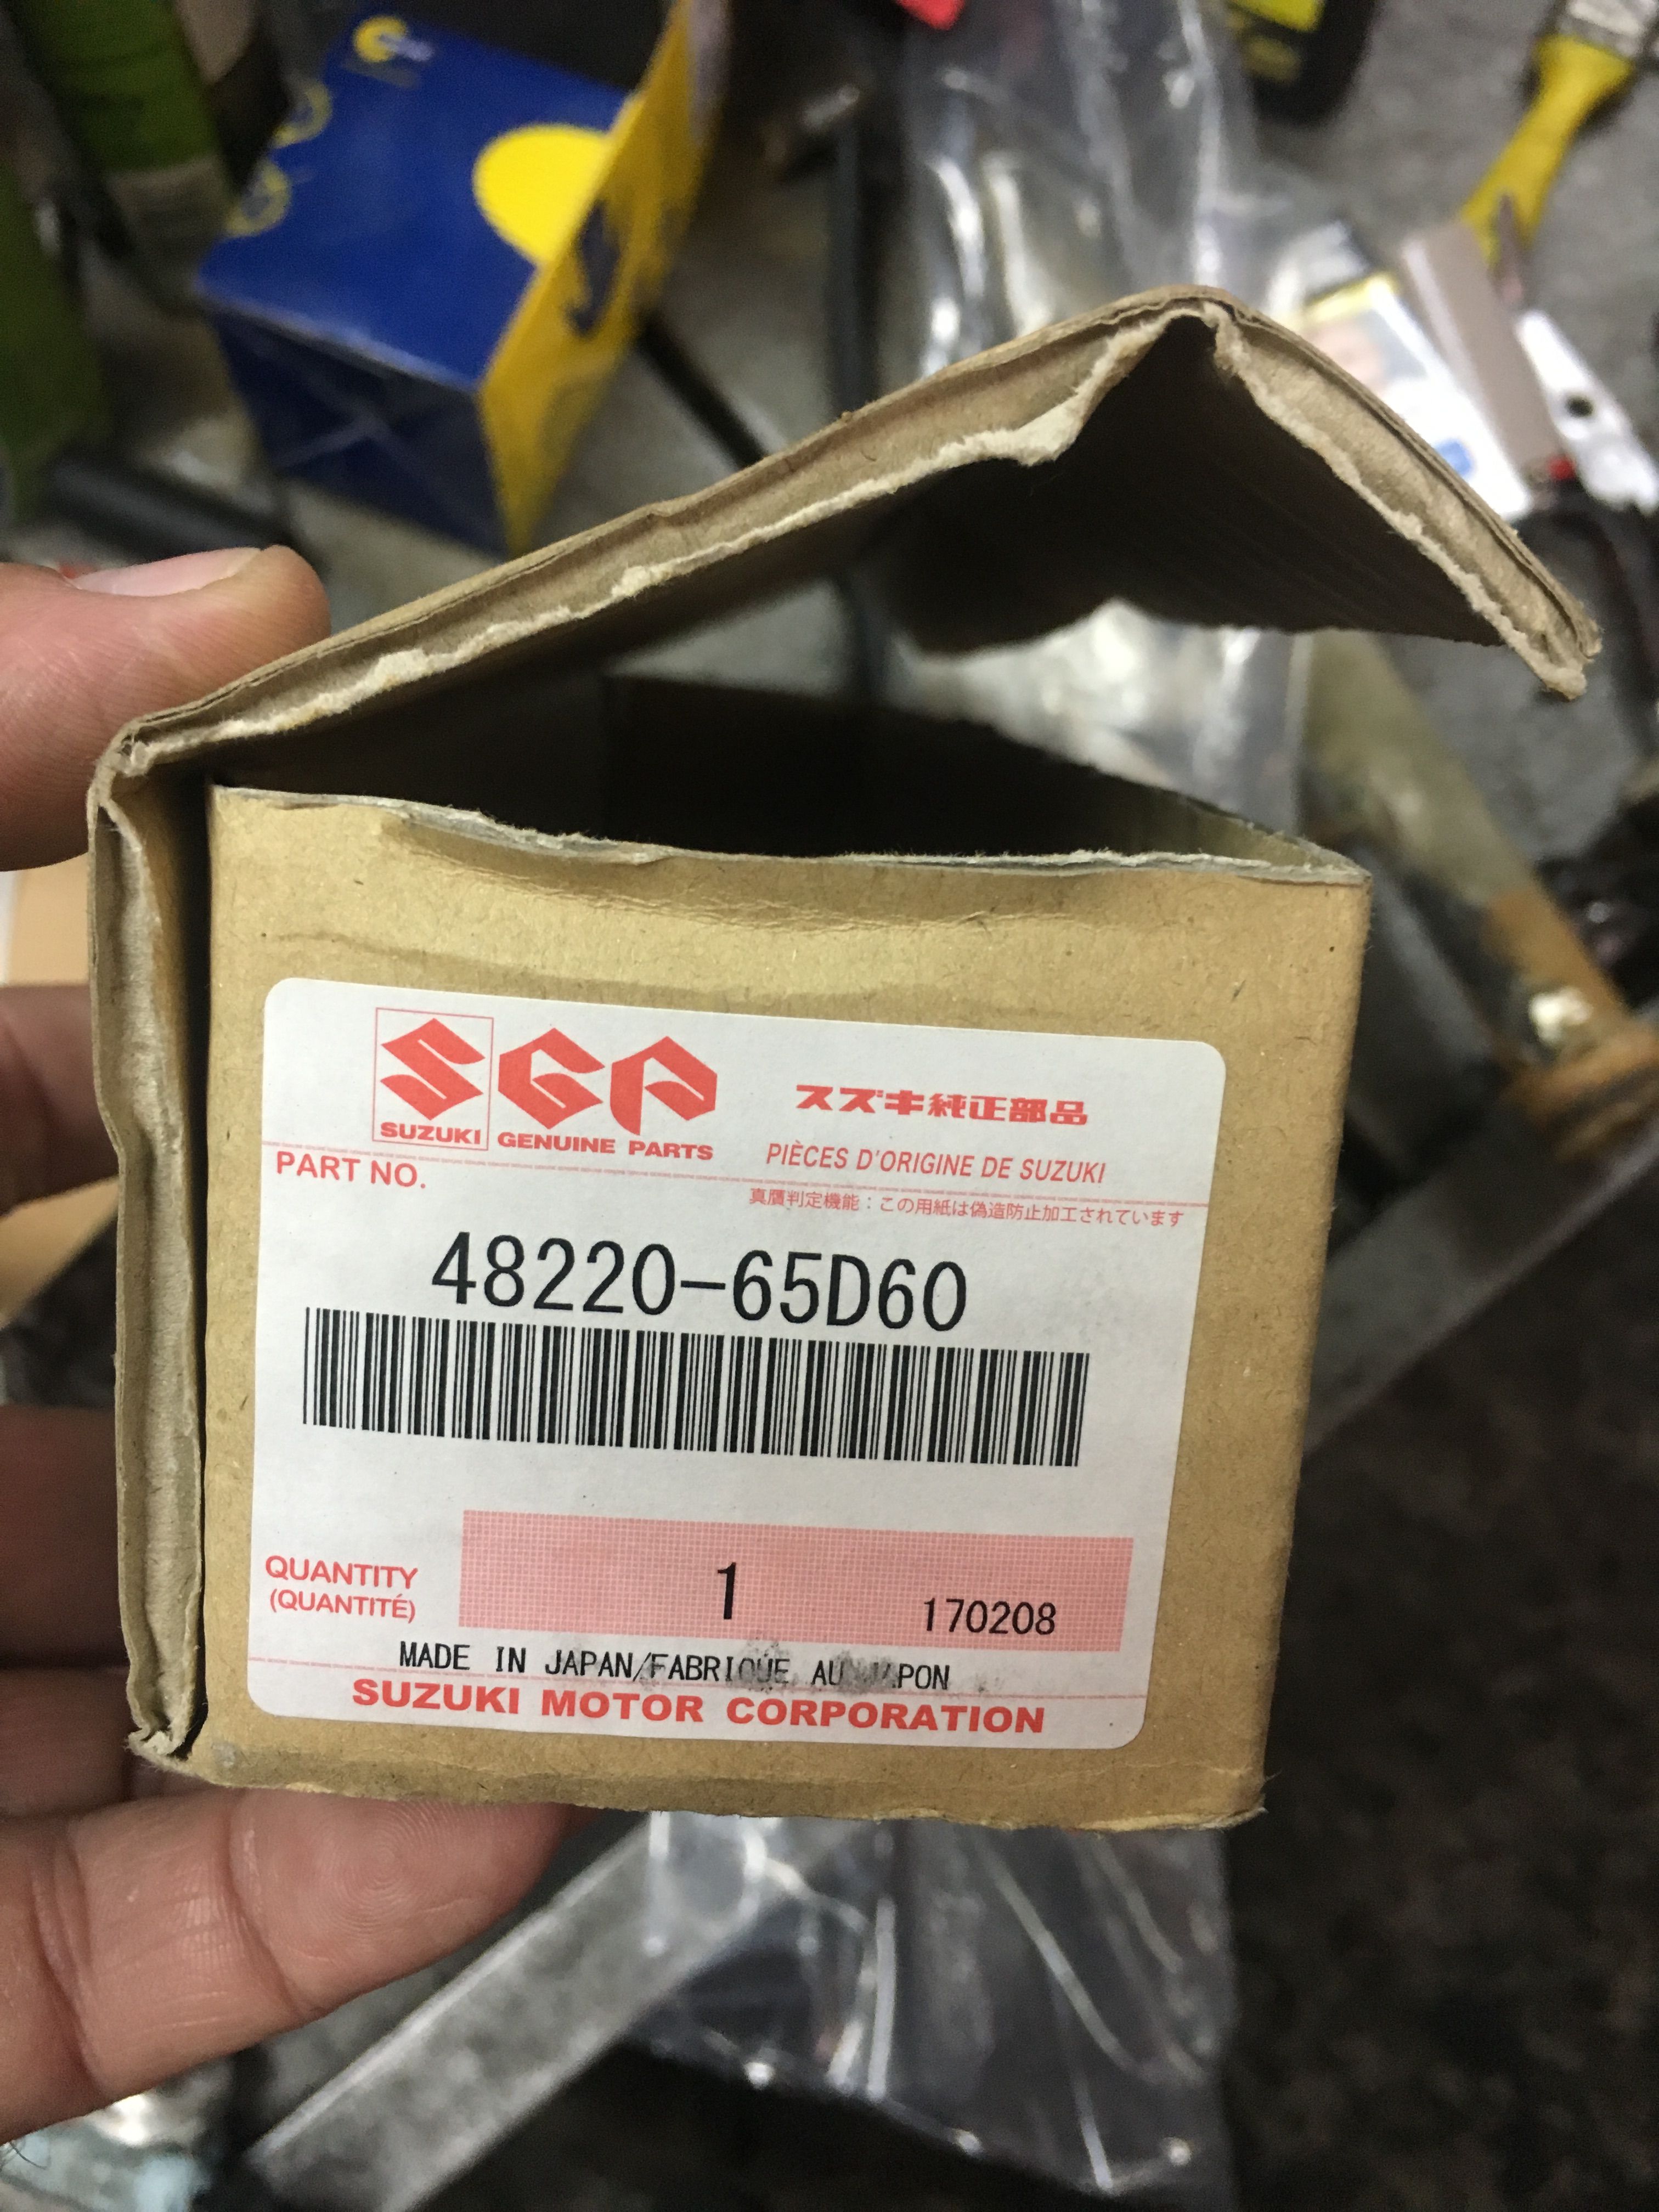 SGP
SUZUKI GENUINE PARTS
スズキ純正部品
PIÈCES D'ORIGINE DE SUZUKI
PART NO.
真贋判定機能：この用紙は偽造防止加工されています
48220-65D60
QUANTITY
(QUANTITÉ)
1
170208
MADE IN JAPAN/FABRIQUE AU JAPON
SUZUKI MOTOR CORPORATION